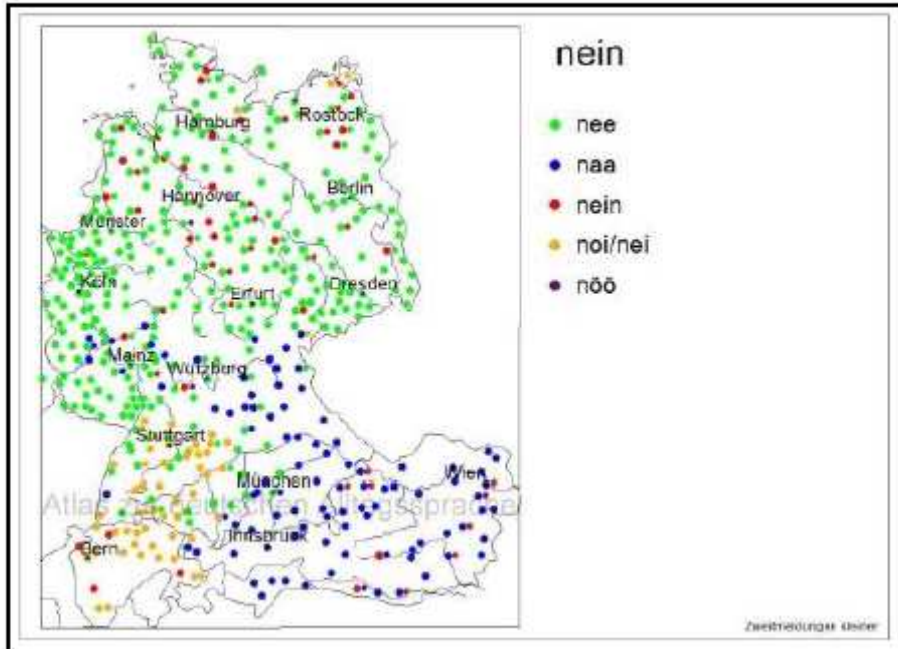 nein
nee
naa
nein
noi/nei
nöö
Hamburg
Rostock
Hannover
Berlin
Münster
Köln
Erfurt
Dresden
Mainz
Würzburg
Stuttgart
München
Wien
Atlas zur deutschen Alltagssprache
Innsbruck
Bern
Zweitmeldungen kleiner